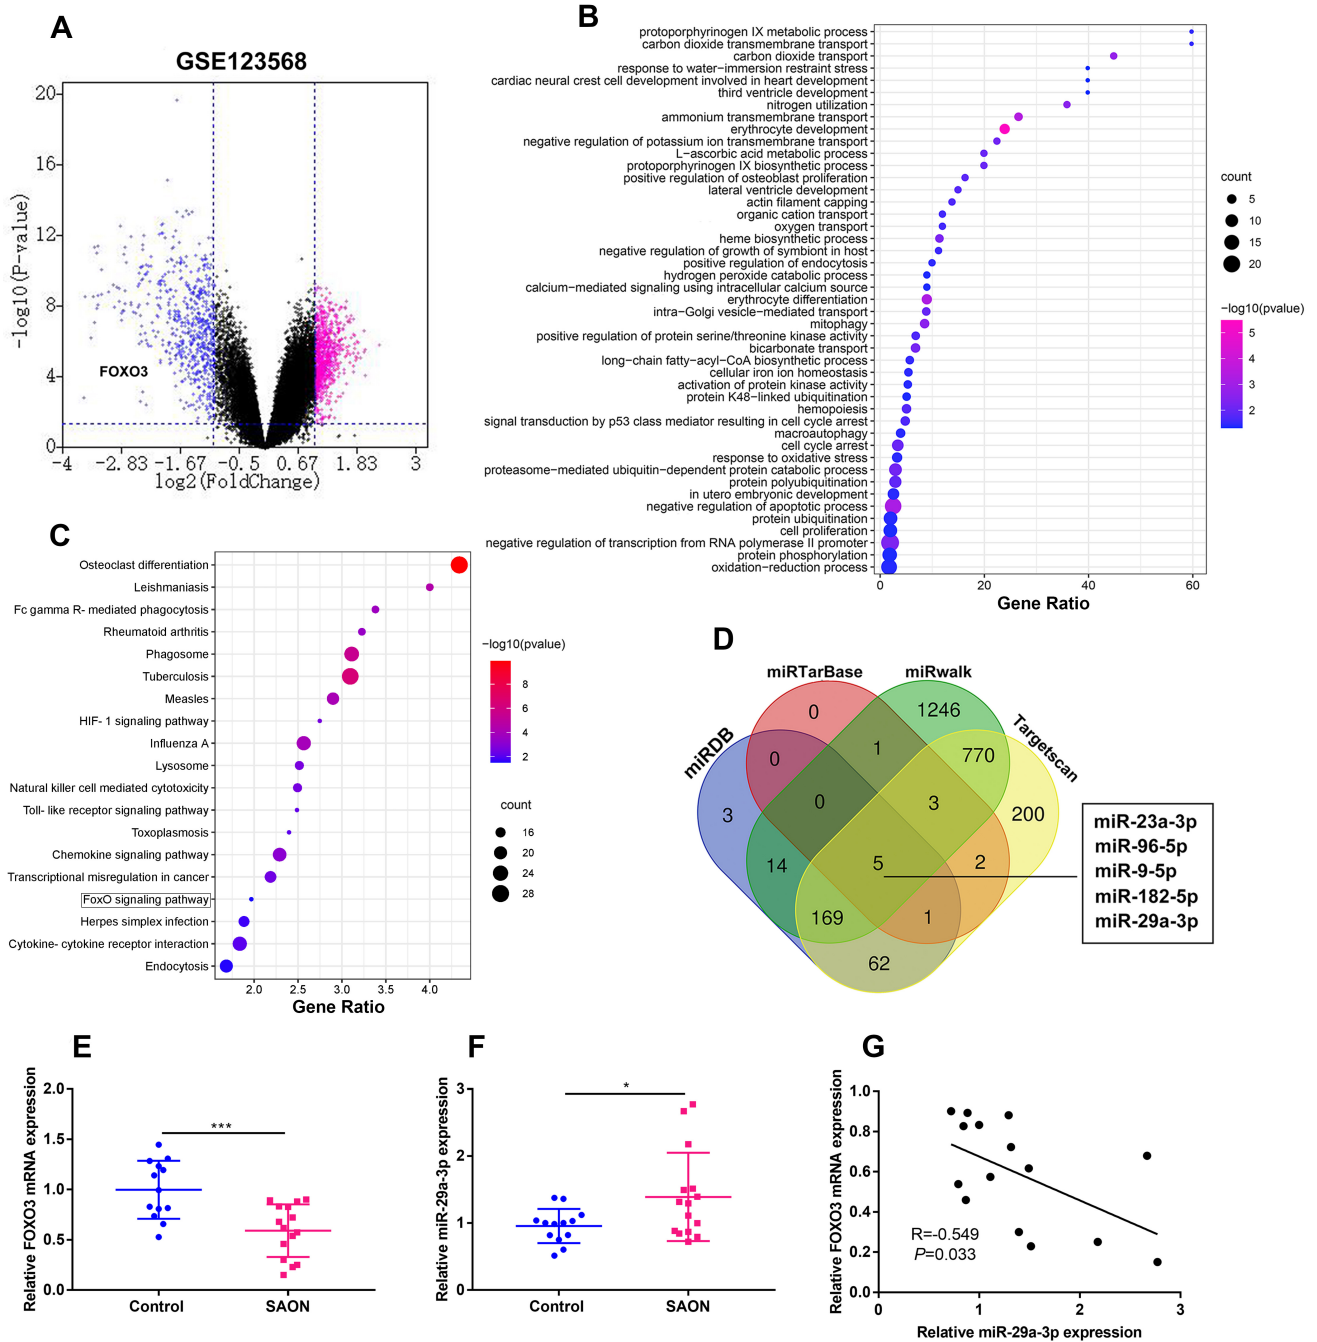 A
GSE123568
−log10(P-value)
20
16
12
8
4
0
FOXO3
-4
-2.83
-1.67
-0.5
0.67
1.83
3
log2(FoldChange)
B
protoporphyrinogen IX metabolic process
carbon dioxide transmembrane transport
carbon dioxide transport
response to water−immersion restraint stress
cardiac neural crest cell development involved in heart development
third ventricle development
nitrogen utilization
ammonium transmembrane transport
erythrocyte development
negative regulation of potassium ion transmembrane transport
L−ascorbic acid metabolic process
protoporphyrinogen IX biosynthetic process
positive regulation of osteoblast proliferation
lateral ventricle development
actin filament capping
organic cation transport
oxygen transport
heme biosynthetic process
negative regulation of growth of symbiont in host
positive regulation of endocytosis
hydrogen peroxide catabolic process
calcium−mediated signaling using intracellular calcium source
erythrocyte differentiation
intra−Golgi vesicle−mediated transport
mitophagy
positive regulation of protein serine/threonine kinase activity
bicarbonate transport
long−chain fatty−acyl−CoA biosynthetic process
cellular iron ion homeostasis
activation of protein kinase activity
protein K48−linked ubiquitination
hemopoiesis
signal transduction by p53 class mediator resulting in cell cycle arrest
macroautophagy
cell cycle arrest
response to oxidative stress
proteasome−mediated ubiquitin−dependent protein catabolic process
protein polyubiquitination
in utero embryonic development
negative regulation of apoptotic process
protein ubiquitination
cell proliferation
negative regulation of transcription from RNA polymerase II promoter
protein phosphorylation
oxidation−reduction process
0
20
40
60
Gene Ratio
count
5
10
15
20
−log10(pvalue)
5
4
3
2
C
Osteoclast differentiation
Leishmaniasis
Fc gamma R- mediated phagocytosis
Rheumatoid arthritis
Phagosome
Tuberculosis
Measles
HIF- 1 signaling pathway
Influenza A
Lysosome
Natural killer cell mediated cytotoxicity
Toll- like receptor signaling pathway
Toxoplasmosis
Chemokine signaling pathway
Transcriptional misregulation in cancer
FoxO signaling pathway
Herpes simplex infection
Cytokine- cytokine receptor interaction
Endocytosis
2.0
2.5
3.0
3.5
4.0
Gene Ratio
−log10(pvalue)
8
6
4
2
count
16
20
24
28
D
miRTarBase
miRwalk
miRDB
Targetscan
0
1246
0
1
770
3
0
3
200
14
5
2
169
1
62
miR-23a-3p
miR-96-5p
miR-9-5p
miR-182-5p
miR-29a-3p
E
Relative FOXO3 mRNA expression
2.0
1.5
1.0
0.5
0.0
***
Control
SAON
F
Relative miR-29a-3p expression
3
2
1
0
*
Control
SAON
G
Relative FOXO3 mRNA expression
1.0
0.8
0.6
0.4
0.2
0.0
R=-0.549
P=0.033
0
1
2
3
Relative miR-29a-3p expression